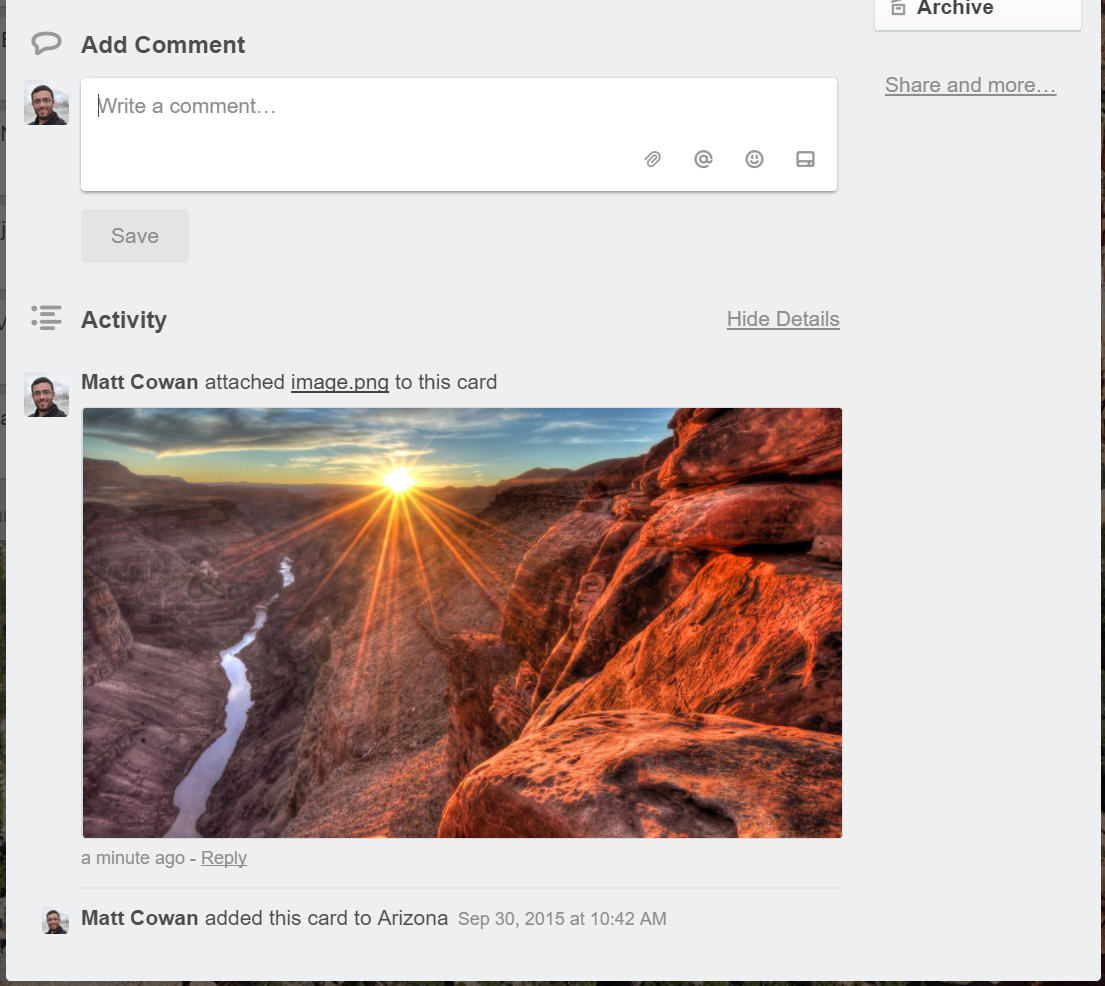 Archive
Add Comment
Share and more…
Write a comment…
Save
Activity
Hide Details
Matt Cowan attached image.png to this card
a minute ago - Reply
Matt Cowan added this card to Arizona Sep 30, 2015 at 10:42 AM